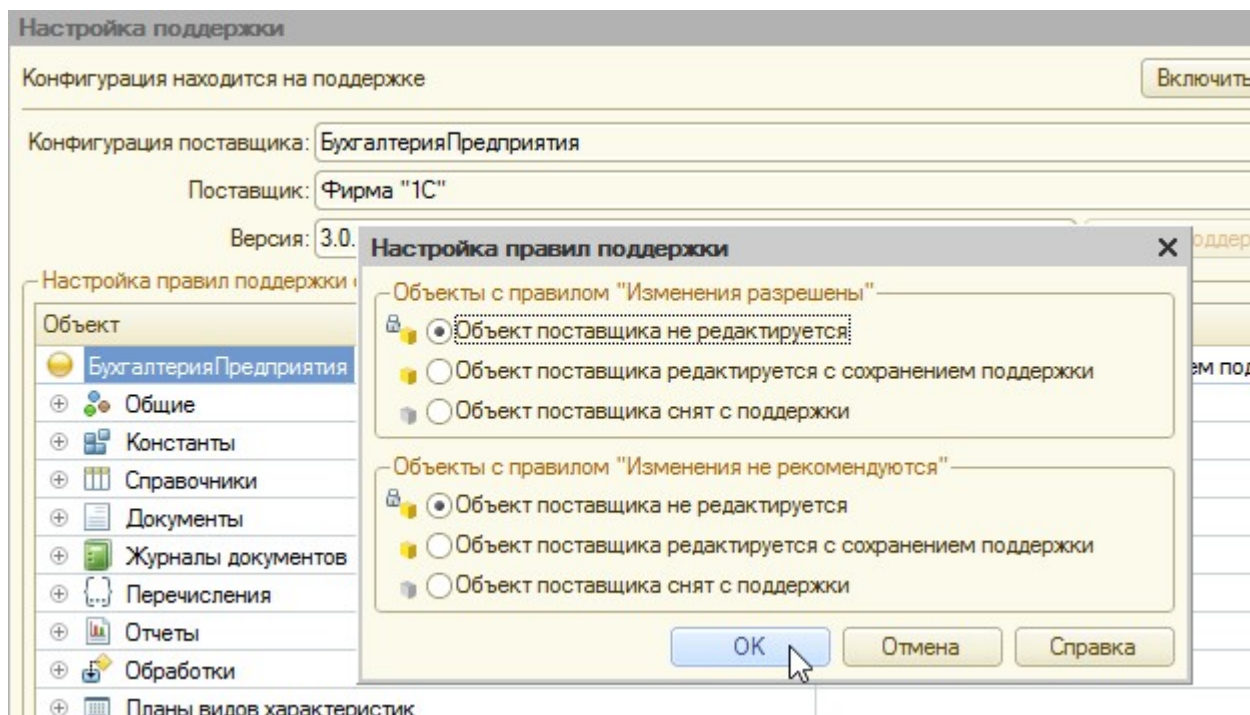 Настройка поддержки
Конфигурация находится на поддержке
Включить
Конфигурация поставщика: БухгалтерияПредприятия
Поставщик: Фирма "1С"
Версия: 3.0.
Настройка правил поддержки
Объект
БухгалтерияПредприятия
Общие
Константы
Справочники
Документы
Журналы документов
Перечисления
Отчеты
Обработки
Планы видов характеристик
Настройка правил поддержки
Объекты с правилом "Изменения разрешены"
Объект поставщика не редактируется
Объект поставщика редактируется с сохранением поддержки
Объект поставщика снят с поддержки
Объекты с правилом "Изменения не рекомендуются"
Объект поставщика не редактируется
Объект поставщика редактируется с сохранением поддержки
Объект поставщика снят с поддержки
OK
Отмена
Справка